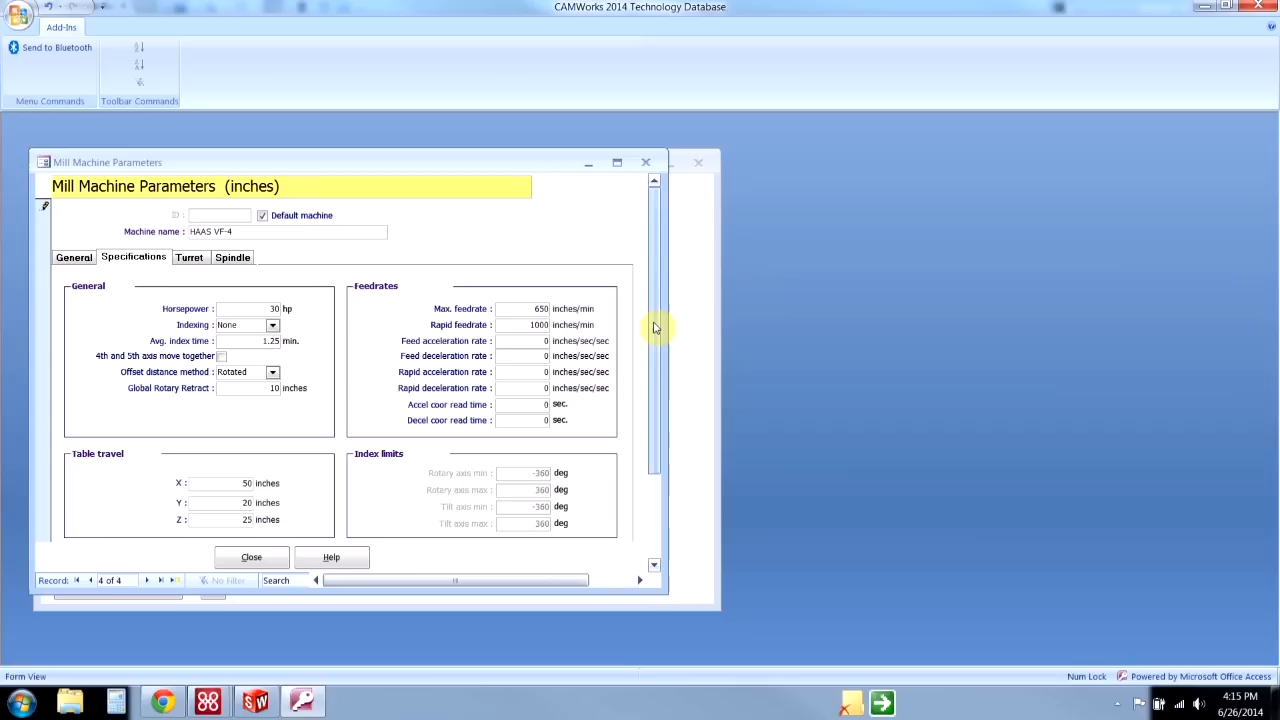 CAMWorks 2014 Technology Database
Add-Ins
Send to Bluetooth
Menu Commands
Toolbar Commands
Mill Machine Parameters
Mill Machine Parameters (inches)
ID :
Default machine
Machine name : HAAS VF-4
General Specifications Turret Spindle
General
Horsepower : 30 hp
Indexing : None
Avg. index time : 1.25 min.
4th and 5th axis move together
Offset distance method : Rotated
Global Rotary Retract : 10 inches
Feedrates
Max. feedrate : 650 inches/min
Rapid feedrate : 1000 inches/min
Feed acceleration rate : 0 inches/sec/sec
Feed deceleration rate : 0 inches/sec/sec
Rapid acceleration rate : 0 inches/sec/sec
Rapid deceleration rate : 0 inches/sec/sec
Accel coor read time : 0 sec.
Decel coor read time : 0 sec.
Table travel
X : 50 inches
Y : 20 inches
Z : 25 inches
Index limits
Rotary axis min : -360 deg
Rotary axis max : 360 deg
Tilt axis min : -360 deg
Tilt axis max : 360 deg
Close Help
Record: 4 of 4 No Filter Search
Form View
Num Lock
Powered by Microsoft Office Access
SW
4:15 PM
6/26/2014